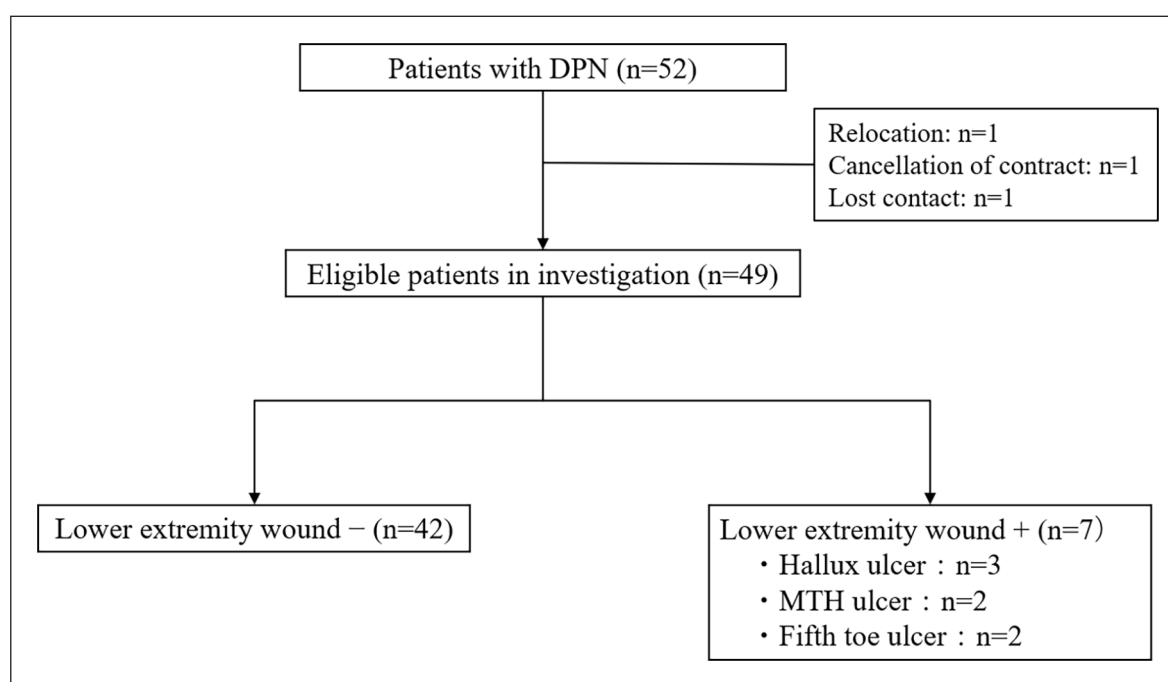 Patients with DPN (n=52)
Relocation: n=1
Cancellation of contract: n=1
Lost contact: n=1
Eligible patients in investigation (n=49)
Lower extremity wound − (n=42)
Lower extremity wound + (n=7）
・Hallux ulcer：n=3
・MTH ulcer：n=2
・Fifth toe ulcer：n=2